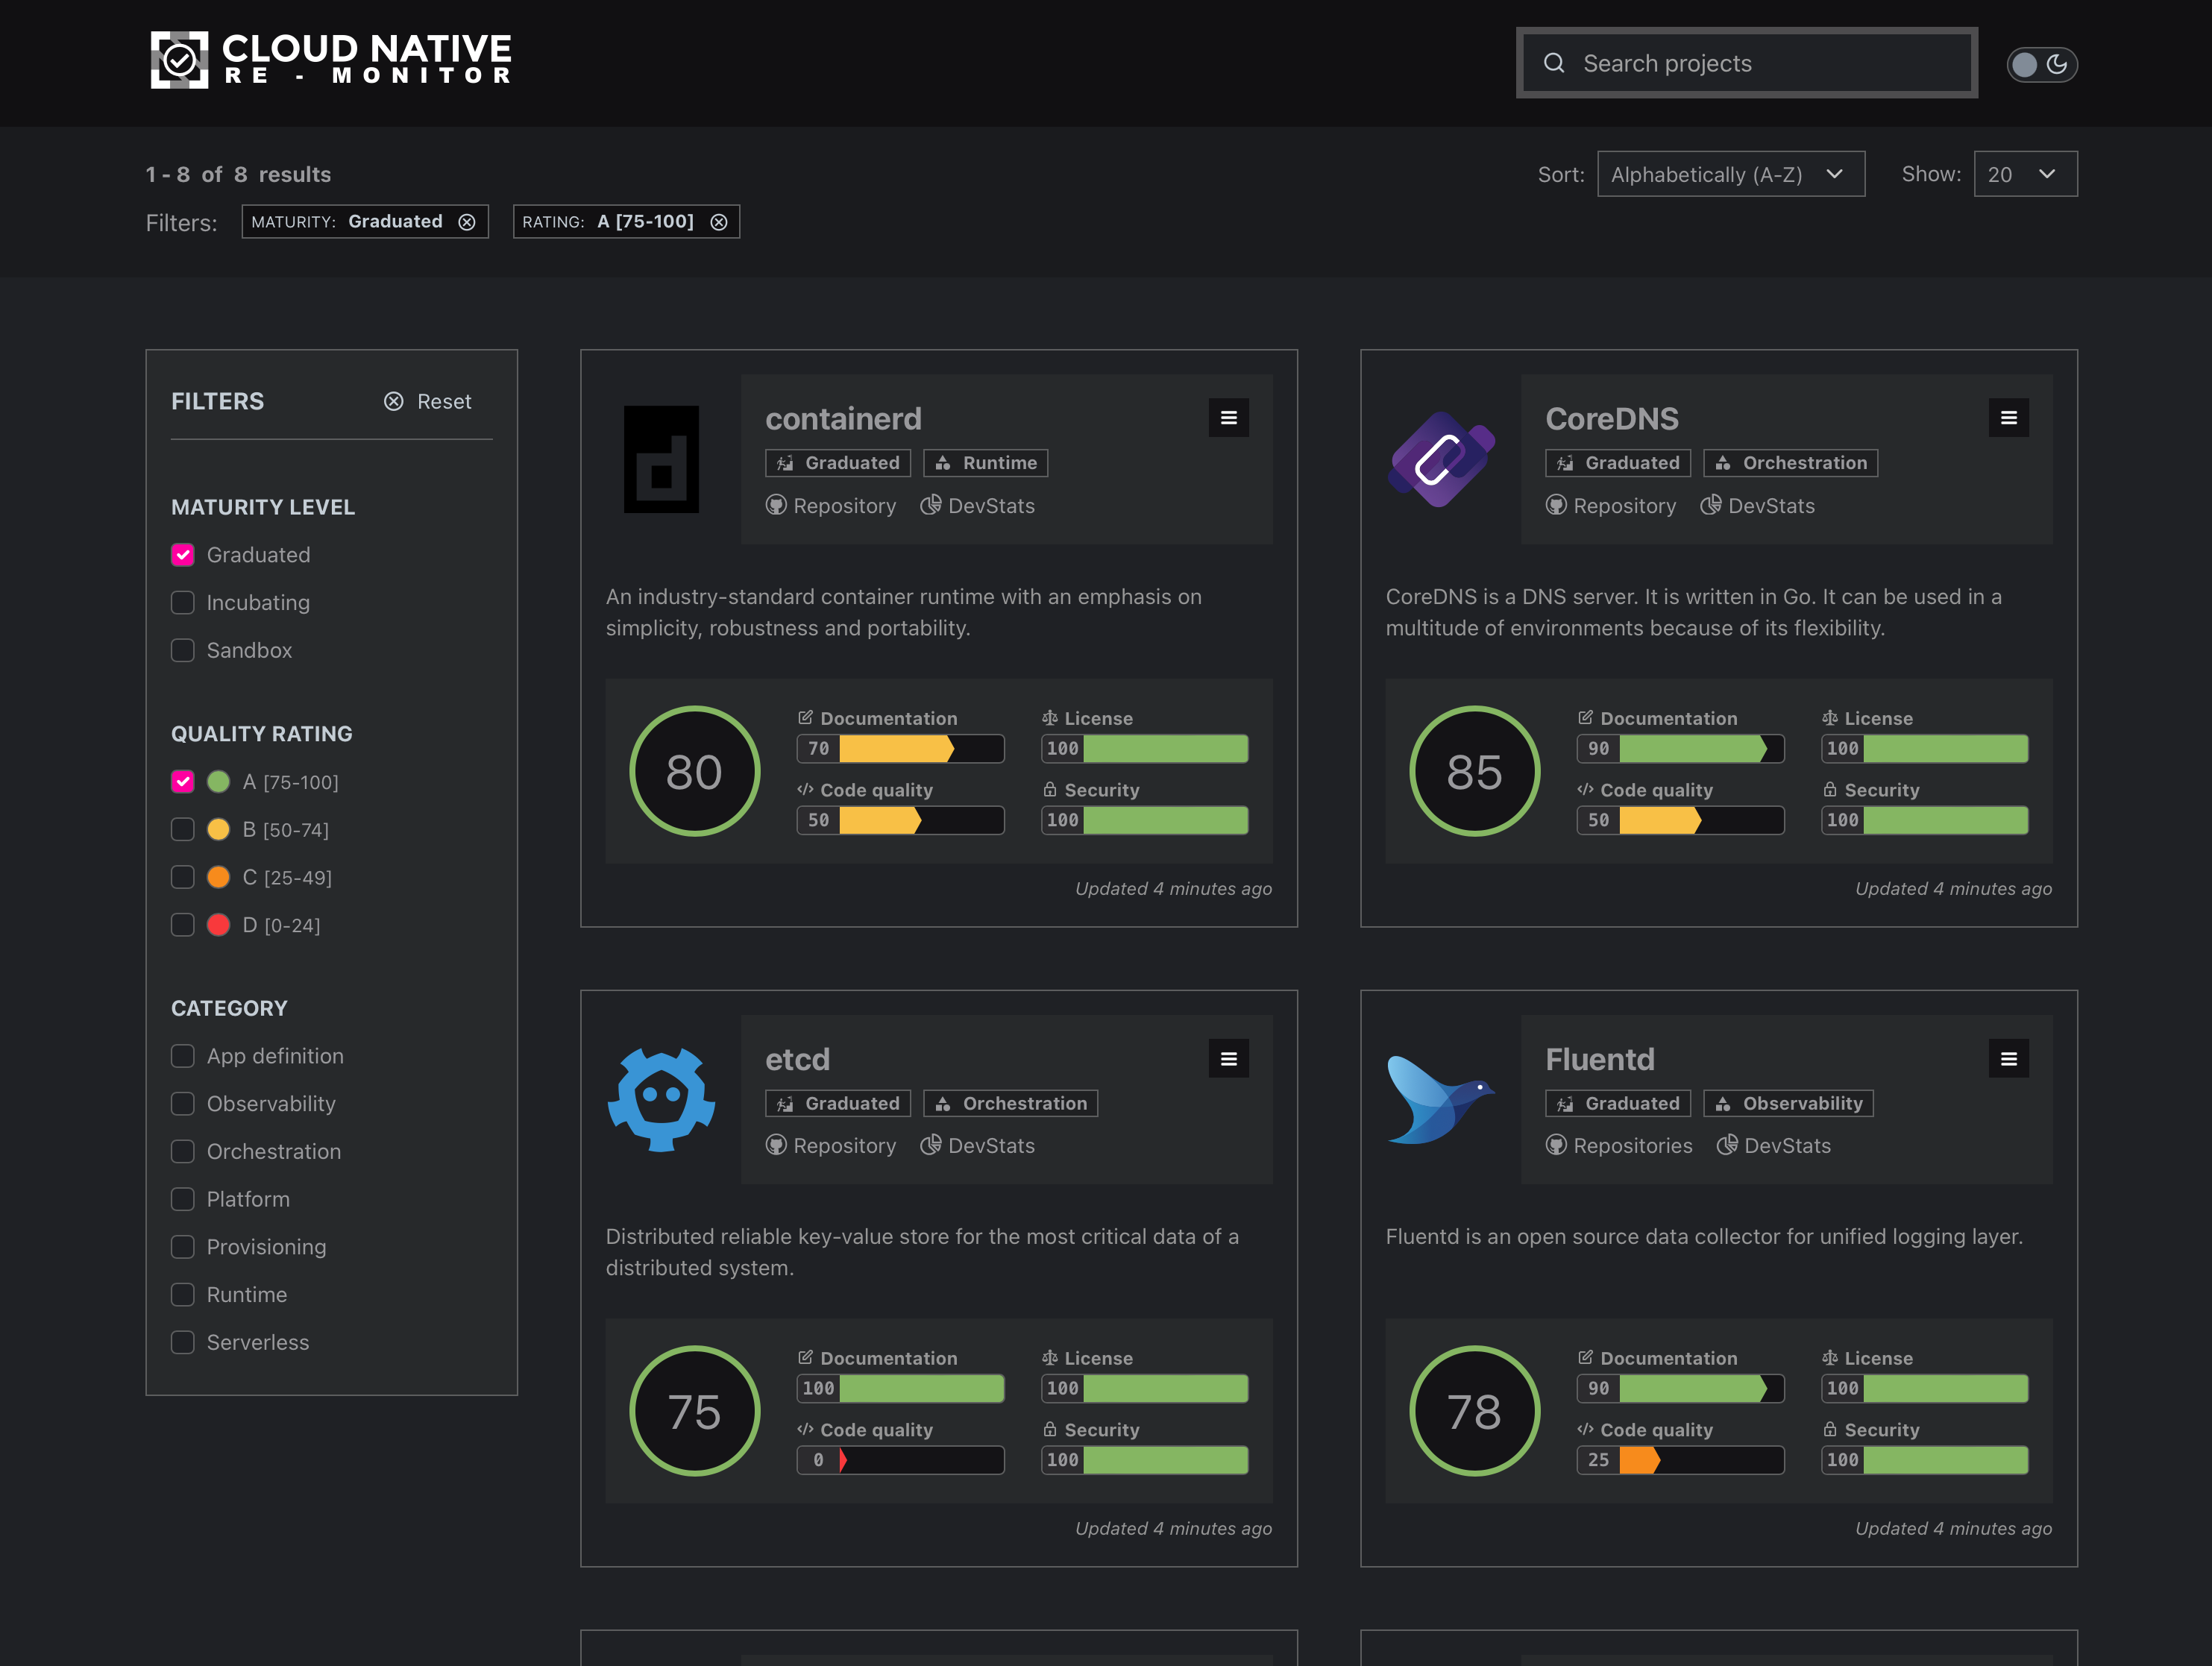 CLOUD NATIVE
RE - MONITOR
Search projects
1 - 8 of 8 results
Sort: Alphabetically (A-Z)
Show: 20
Filters: MATURITY: Graduated RATING: A [75-100]
FILTERS
Reset
MATURITY LEVEL
Graduated
Incubating
Sandbox
QUALITY RATING
A [75-100]
B [50-74]
C [25-49]
D [0-24]
CATEGORY
App definition
Observability
Orchestration
Platform
Provisioning
Runtime
Serverless
containerd
Graduated Runtime
Repository DevStats
An industry-standard container runtime with an emphasis on
simplicity, robustness and portability.
80
Documentation
70
License
100
Code quality
50
Security
100
Updated 4 minutes ago
CoreDNS
Graduated Orchestration
Repository DevStats
CoreDNS is a DNS server. It is written in Go. It can be used in a
multitude of environments because of its flexibility.
85
Documentation
90
License
100
Code quality
50
Security
100
Updated 4 minutes ago
etcd
Graduated Orchestration
Repository DevStats
Distributed reliable key-value store for the most critical data of a
distributed system.
75
Documentation
100
License
100
Code quality
0
Security
100
Updated 4 minutes ago
Fluentd
Graduated Observability
Repositories DevStats
Fluentd is an open source data collector for unified logging layer.
78
Documentation
90
License
100
Code quality
25
Security
100
Updated 4 minutes ago